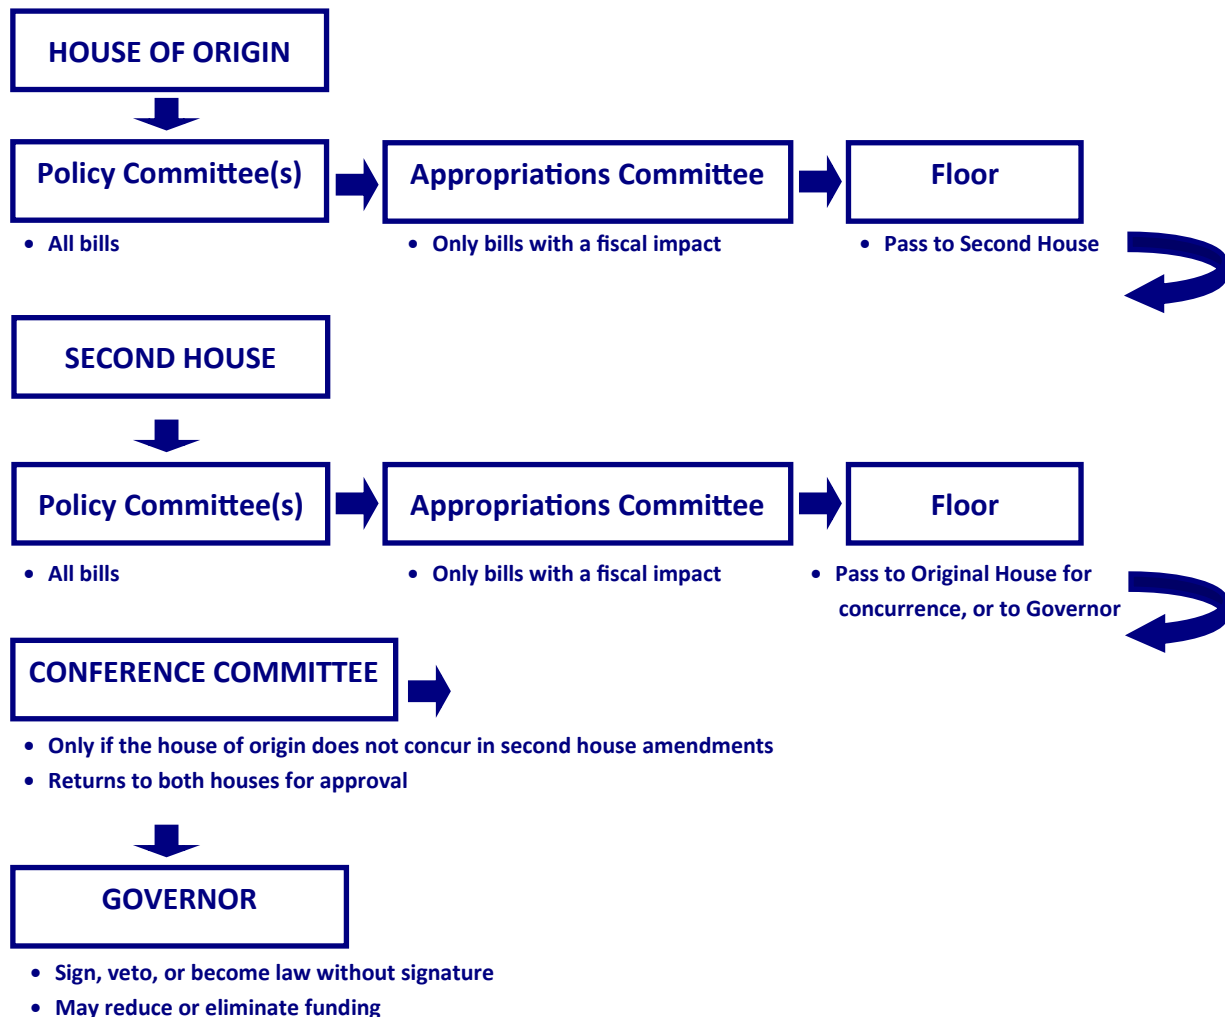 HOUSE OF ORIGIN
Policy Committee(s)
Appropriations Committee
Floor
• All bills
• Only bills with a fiscal impact
• Pass to Second House
SECOND HOUSE
Policy Committee(s)
Appropriations Committee
Floor
• All bills
• Only bills with a fiscal impact
• Pass to Original House for
concurrence, or to Governor
CONFERENCE COMMITTEE
• Only if the house of origin does not concur in second house amendments
• Returns to both houses for approval
GOVERNOR
• Sign, veto, or become law without signature
• May reduce or eliminate funding